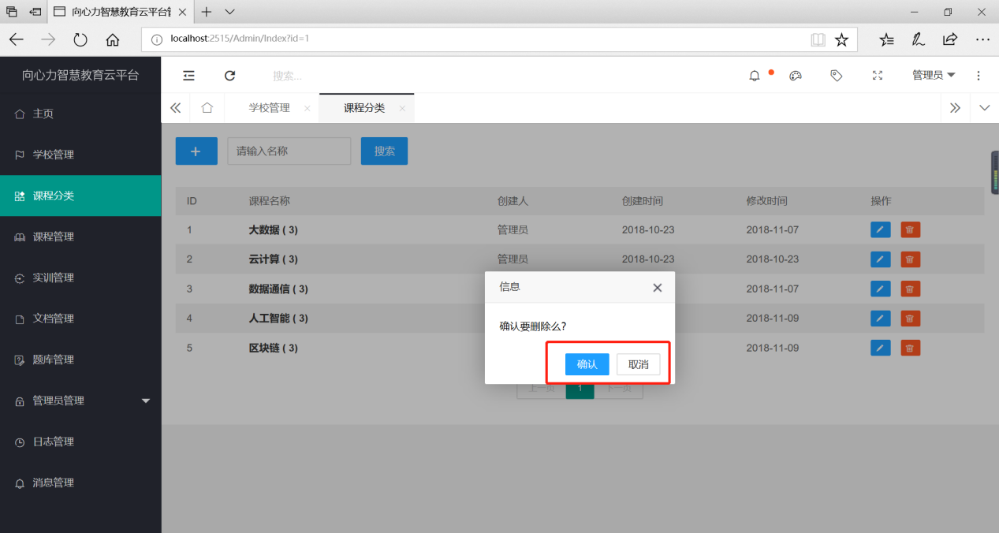 向心力智慧教育云平台管
localhost:2515/Admin/Index?id=1
向心力智慧教育云平台
搜索...
管理员
主页
学校管理
课程分类
课程管理
实训管理
文档管理
题库管理
管理员管理
日志管理
消息管理
学校管理 课程分类
请输入名称 搜索
ID 课程名称 创建人 创建时间 修改时间 操作
1 大数据 ( 3) 管理员 2018-10-23 2018-11-07
2 云计算 ( 3) 管理员 2018-10-23 2018-10-23
3 数据通信 ( 3) 2018-11-07
4 人工智能 ( 3) 2018-11-09
5 区块链 ( 3) 2018-11-09
信息
确认要删除么?
确认 取消
上一页 1 下一页